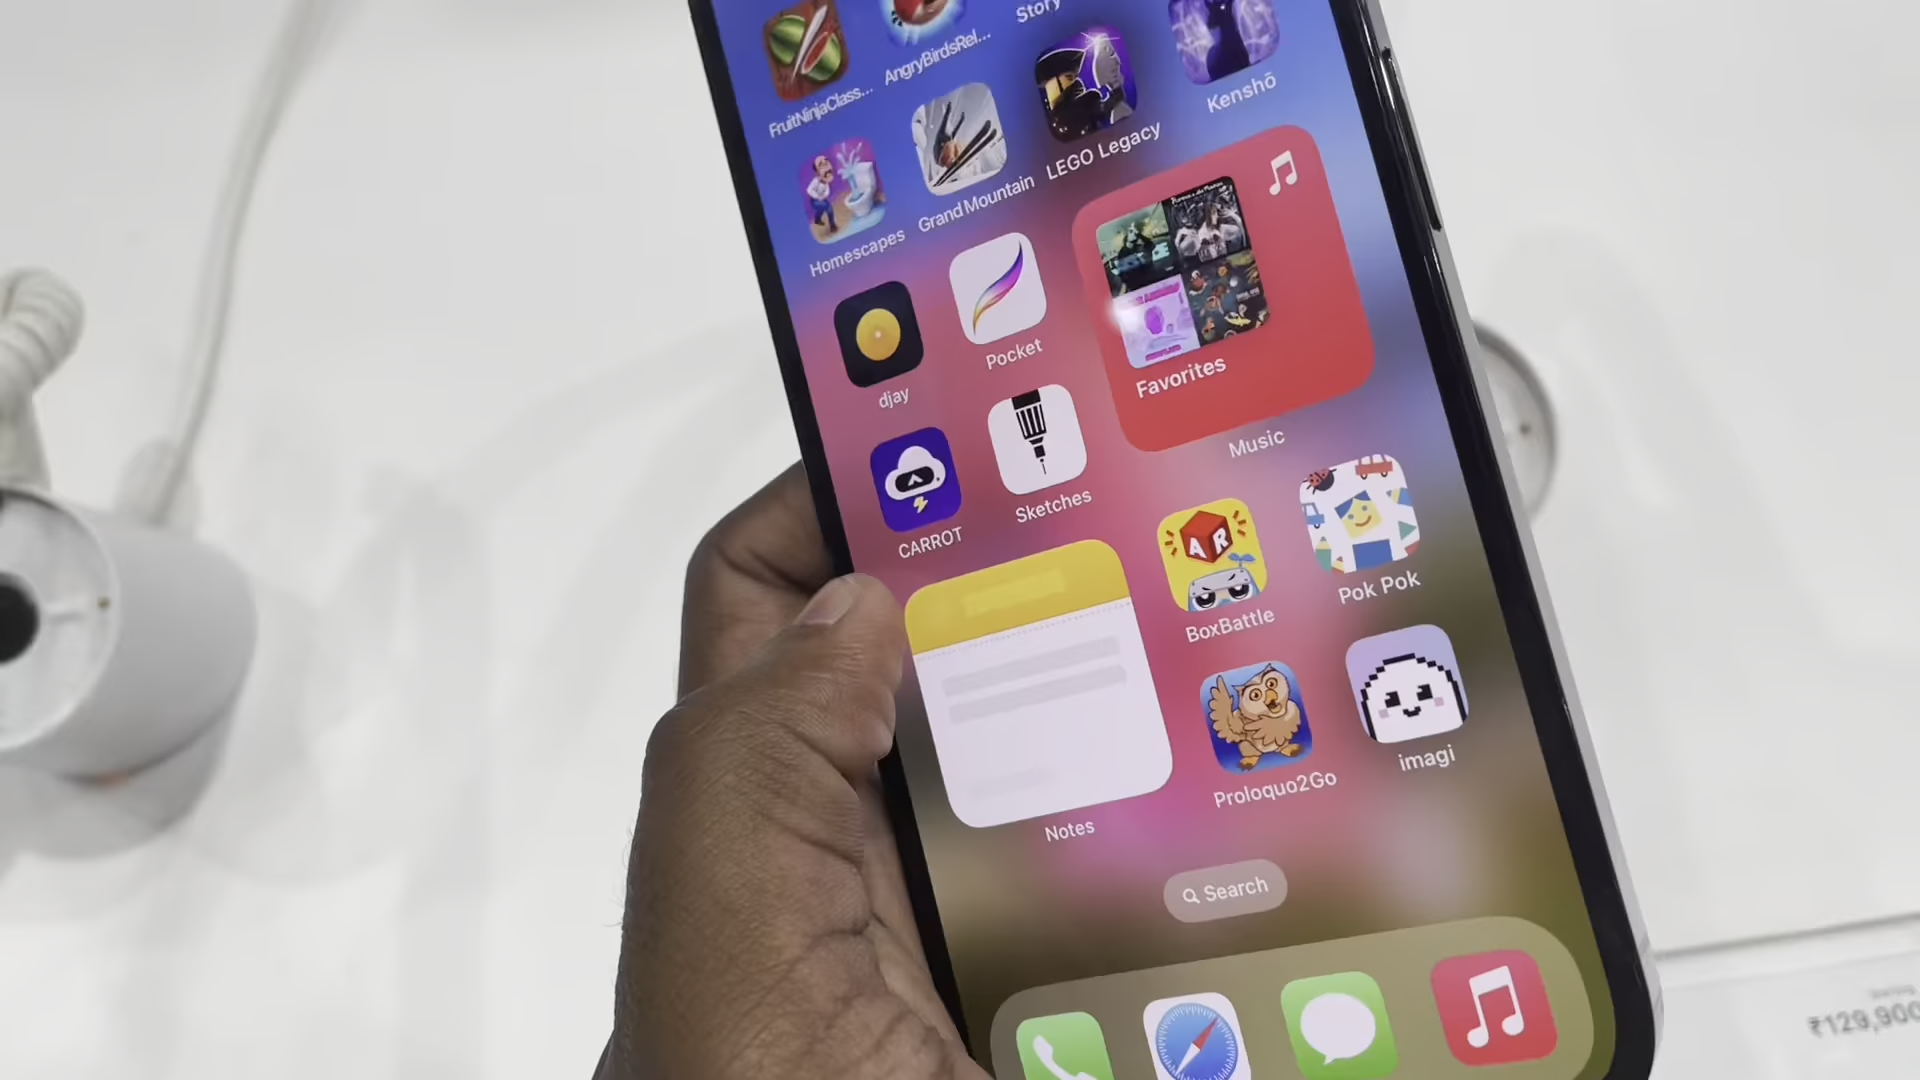 Story
AngryBirdsRel...
FruitNinjaClass...
Kenshō
LEGO Legacy
Grand Mountain
Homescapes
Pocket
djay
Favorites
Music
Sketches
CARROT
AR
Pok Pok
BoxBattle
imagi
Proloquo2Go
Notes
Search
₹129,900